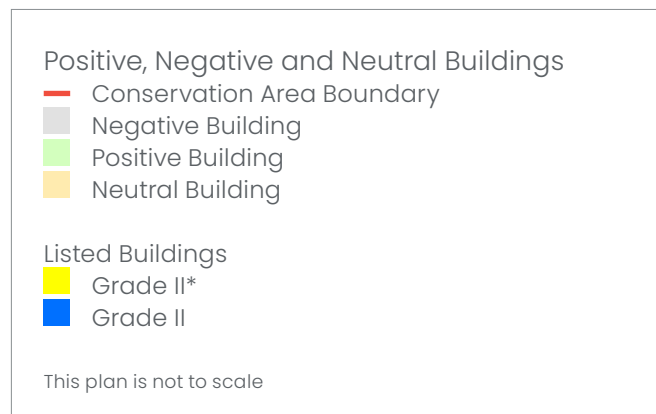 Positive, Negative and Neutral Buildings
Conservation Area Boundary
Negative Building
Positive Building
Neutral Building
Listed Buildings
Grade II*
Grade II
This plan is not to scale